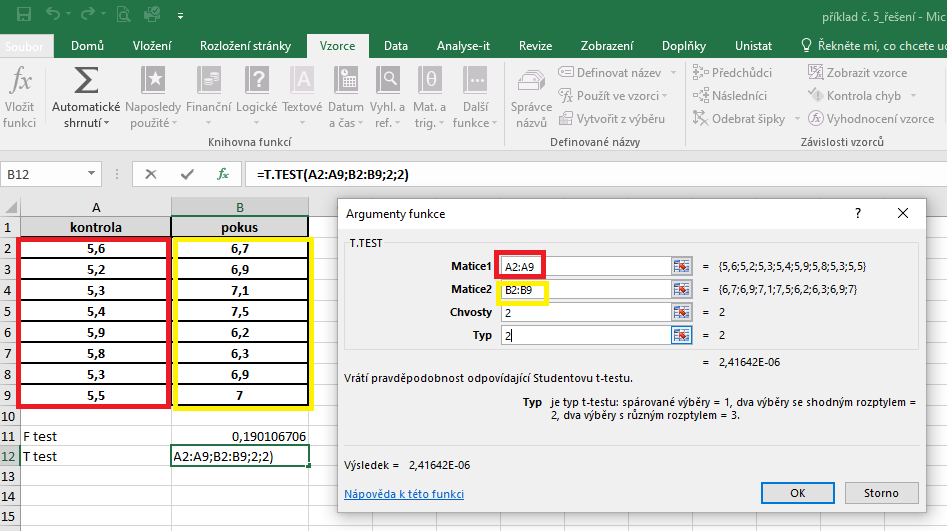 příklad č. 5_řešení - Mic
Soubor Domů Vložení Rozložení stránky Vzorce Data Analyse-it Revize Zobrazení Doplňky Unistat Řekněte mi, co chcete u
fx Σ ? A θ
Vložit funkci
Automatické shrnutí
Naposledy použité
Finanční
Logické
Textové
Datum a čas
Vyhl. a ref.
Mat. a trig.
Další funkce
Knihovna funkcí
Správce názvů
Definovat název
Použít ve vzorci
Vytvořit z výběru
Definované názvy
Předchůdci
Následníci
Odebrat šipky
Zobrazit vzorce
Kontrola chyb
Vyhodnocení vzorce
Závislosti vzorců
B12 fx =T.TEST(A2:A9;B2:B9;2;2)
A B
1 kontrola pokus
2 5,6 6,7
3 5,2 6,9
4 5,3 7,1
5 5,4 7,5
6 5,9 6,2
7 5,8 6,3
8 5,3 6,9
9 5,5 7
10
11 F test 0,190106706
12 T test A2:A9;B2:B9;2;2)
13
14
15
Argumenty funkce ?
T.TEST
Matice1 A2:A9 = {5,6;5,2;5,3;5,4;5,9;5,8;5,3;5,5}
Matice2 B2:B9 = {6,7;6,9;7,1;7,5;6,2;6,3;6,9;7}
Chvosty 2 = 2
Typ 2 = 2
= 2,41642E-06
Vrátí pravděpodobnost odpovídající Studentovu t-testu.
Typ je typ t-testu: spárované výběry = 1, dva výběry se shodným rozptylem =
2, dva výběry s různým rozptylem = 3.
Výsledek = 2,41642E-06
Nápověda k této funkci OK Storno